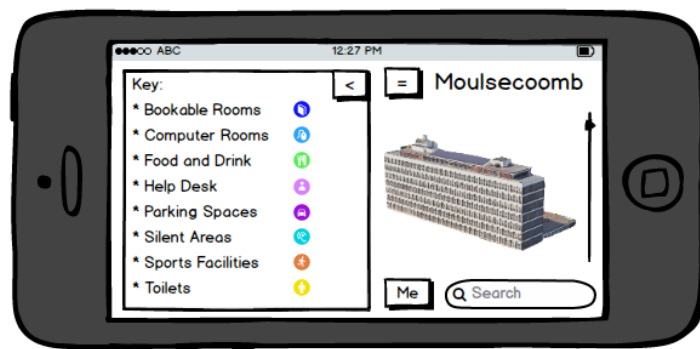 ABC 12:27 PM
Key: <
* Bookable Rooms
* Computer Rooms
* Food and Drink
* Help Desk
* Parking Spaces
* Silent Areas
* Sports Facilities
* Toilets
= Moulsecoomb
Me Search